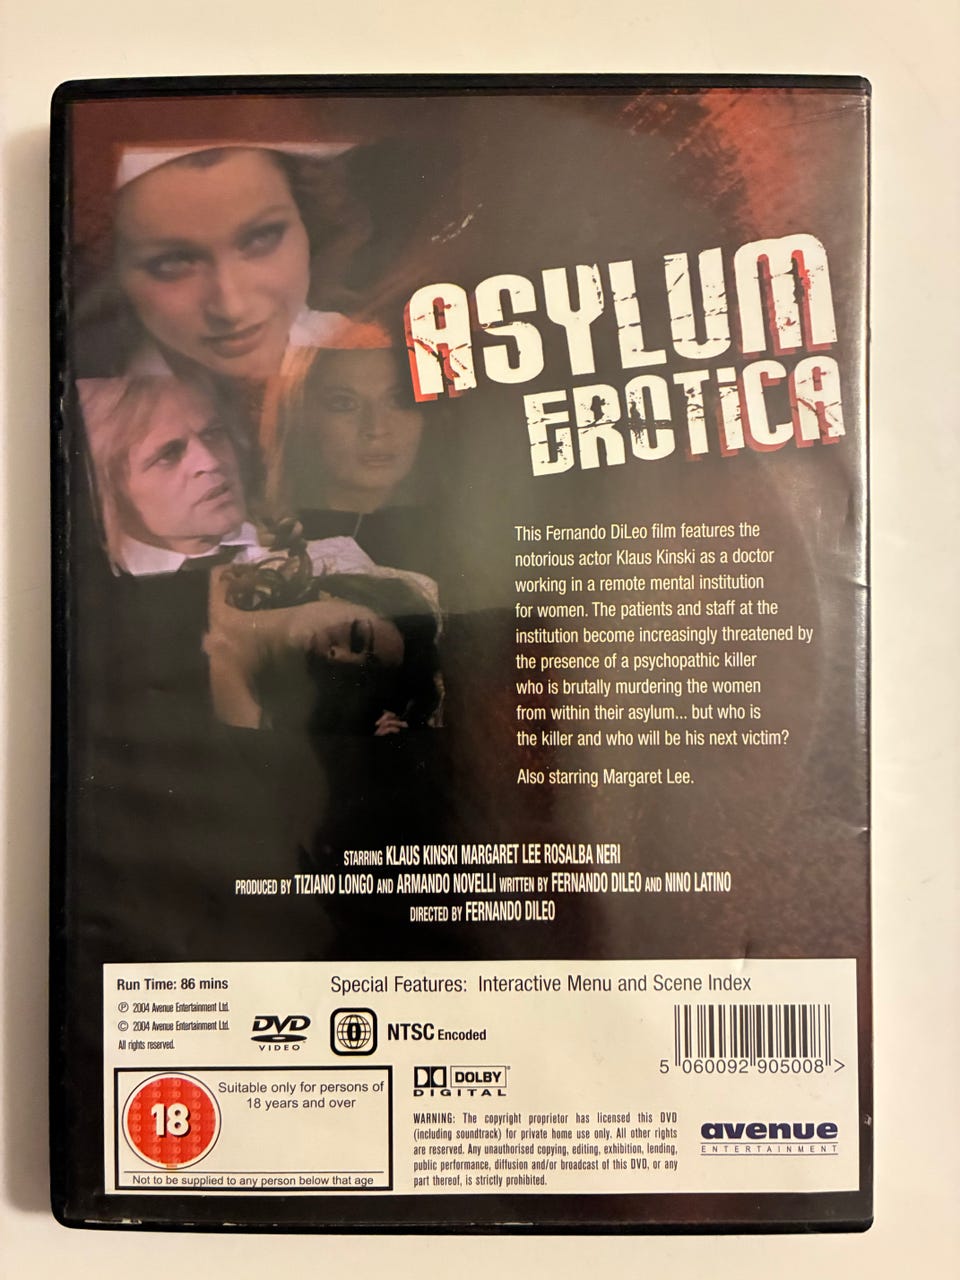 ASYLUM
EROTiCA
This Fernando DiLeo film features the
notorious actor Klaus Kinski as a doctor
working in a remote mental institution
for women. The patients and staff at the
institution become increasingly threatened by
the presence of a psychopathic killer
who is brutally murdering the women
from within their asylum... but who is
the killer and who will be his next victim?
Also starring Margaret Lee.
STARRING KLAUS KINSKI MARGARET LEE ROSALBA NERI
PRODUCED BY TIZIANO LONGO AND ARMANDO NOVELLI WRITTEN BY FERNANDO DILEO AND NINO LATINO
DIRECTED BY FERNANDO DILEO
Run Time: 86 mins
Ⓟ 2004 Avenue Entertainment Ltd.
© 2004 Avenue Entertainment Ltd.
All rights reserved.
Special Features: Interactive Menu and Scene Index
DVD
VIDEO
0
NTSC Encoded
5 060092 905008 >
18
Suitable only for persons of
18 years and over
Not to be supplied to any person below that age
DOLBY
DIGITAL
WARNING: The copyright proprietor has licensed this DVD
(including soundtrack) for private home use only. All other rights
are reserved. Any unauthorised copying, editing, exhibition, lending,
public performance, diffusion and/or broadcast of this DVD, or any
part thereof, is strictly prohibited.
avenue
ENTERTAINMENT